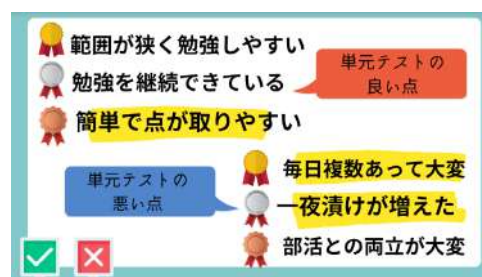 範囲が狭く勉強しやすい
単元テストの
良い点
勉強を継続できている
簡単で点が取りやすい
単元テストの
悪い点
毎日複数あって大変
一夜漬けが増えた
部活との両立が大変